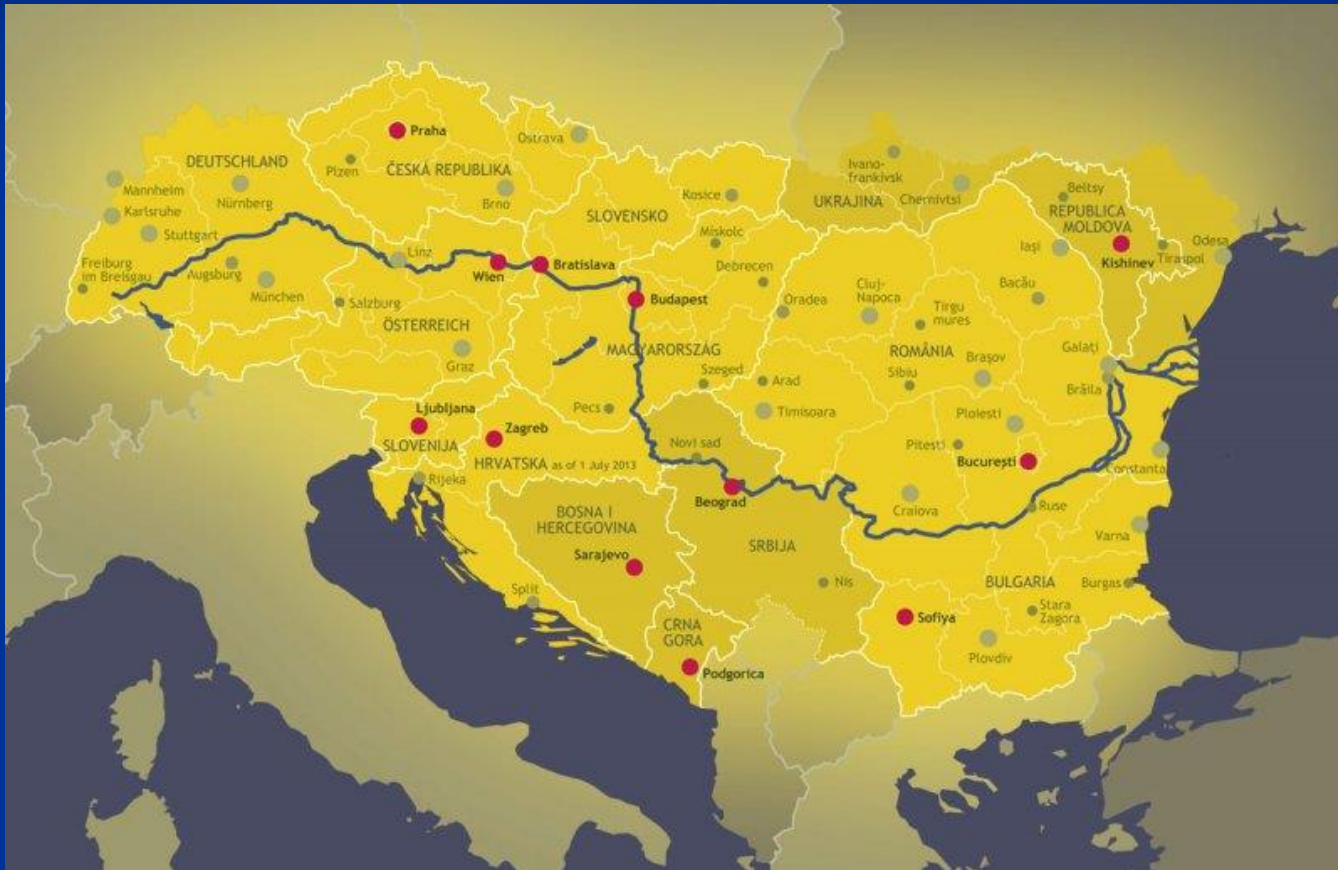 Praha
Ostrava
DEUTSCHLAND
Plzen
ČESKÁ REPUBLIKA
Mannheim
Nürnberg
Brno
Karlsruhe
Stuttgart
Kosice
SLOVENSKO
Ivano-
frankivsk
UKRAJINA
Chernivtsi
Beltsy
REPUBLICA
MOLDOVA
Miskolc
Iaşi
Kishinev
Tiraspol
Odesa
Freiburg
im Breisgau
Augsburg
München
Linz
Wien
Bratislava
Debrecen
Budapest
Oradea
Cluj-
Napoca
Bacău
Salzburg
Tirgu
mures
ÖSTERREICH
MAGYARORSZÁG
ROMÂNIA
Galaţi
Graz
Szeged
Arad
Sibiu
Braşov
Brăila
Ljubljana
Pecs
Timisoara
Ploiesti
SLOVENIJA
Zagreb
Novi sad
Pitesti
HRVATSKA as of 1 July 2013
Bucureşti
Constanta
Rijeka
Beograd
Craiova
Ruse
BOSNA I
HERCEGOVINA
Varna
Sarajevo
SRBIJA
Split
Nis
BULGARIA
Burgas
CRNA
GORA
Sofiya
Stara
Zagora
Podgorica
Plovdiv